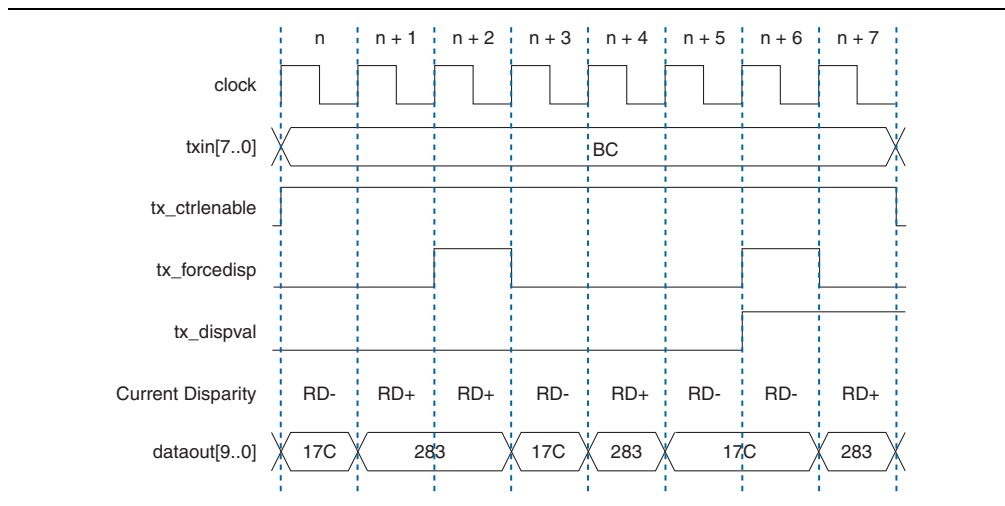 n n + 1 n + 2 n + 3 n + 4 n + 5 n + 6 n + 7
clock
txin[7..0] BC
tx_ctrlenable
tx_forcedisp
tx_dispval
Current Disparity RD- RD+ RD+ RD- RD+ RD- RD- RD+
dataout[9..0] 17C 283 17C 283 17C 283